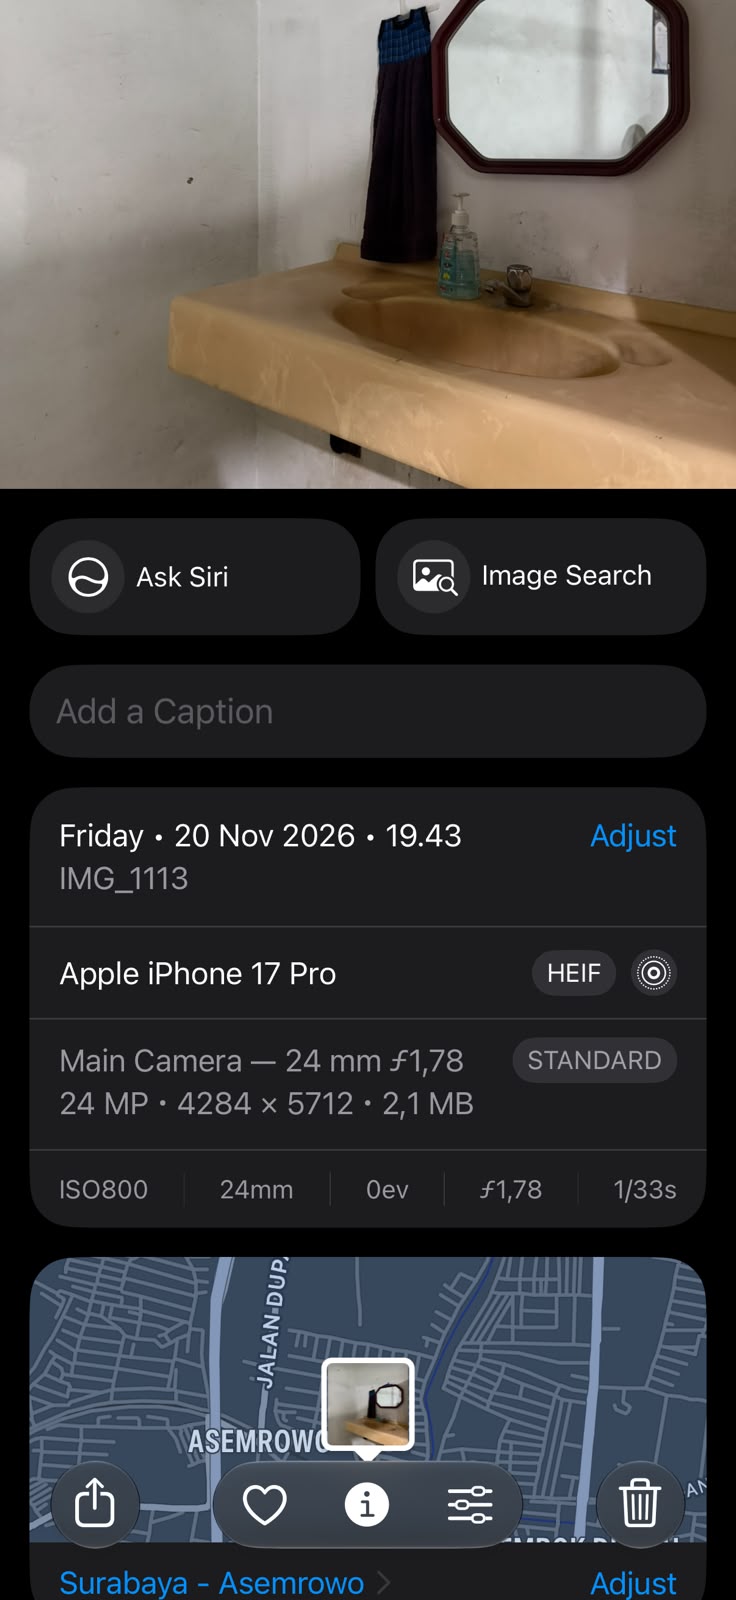 Ask Siri
Image Search
Add a Caption
Friday • 20 Nov 2026 • 19.43
Adjust
IMG_1113
Apple iPhone 17 Pro
HEIF
Main Camera — 24 mm ƒ1,78
STANDARD
24 MP • 4284 × 5712 • 2,1 MB
ISO800
24mm
0ev
ƒ1,78
1/33s
JALAN DUPA
ASEMROWO
Surabaya - Asemrowo
Adjust